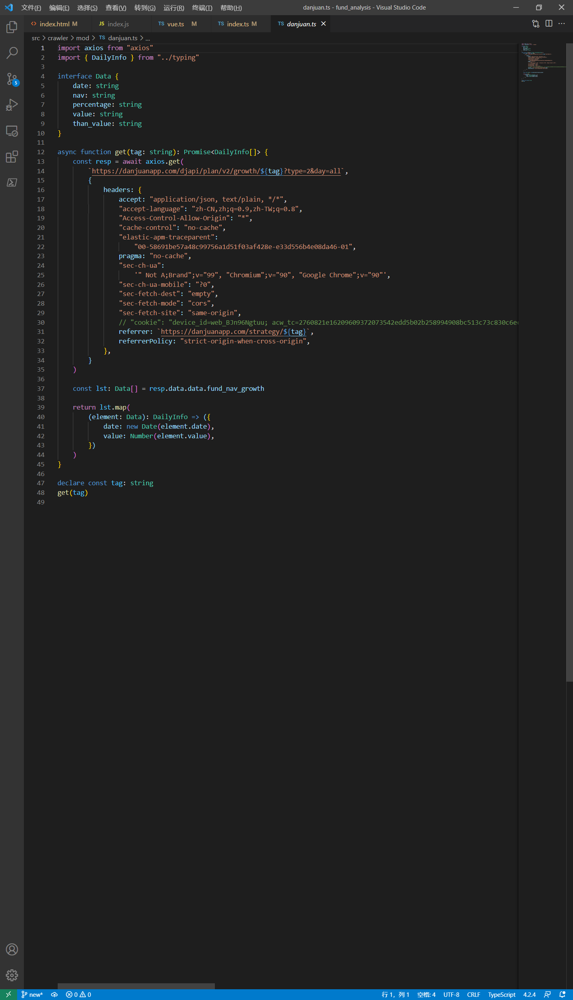 文件(F) 编辑(E) 选择(S) 查看(V) 转到(G) 运行(R) 终端(T) 帮助(H) danjuan.ts - fund_analysis - Visual Studio Code
index.html M JS index.js TS vue.ts M TS index.ts M TS danjuan.ts
src > crawler > mod > TS danjuan.ts > ...
1 import axios from "axios"
2 import { DailyInfo } from "../typing"
3
4 interface Data {
5 date: string
6 nav: string
7 percentage: string
8 value: string
9 than_value: string
10 }
11
12 async function get(tag: string): Promise<DailyInfo[]> {
13 const resp = await axios.get(
14 `https://danjuanapp.com/djapi/plan/v2/growth/${tag}?type=2&day=all`,
15 {
16 headers: {
17 accept: "application/json, text/plain, */*",
18 "accept-language": "zh-CN,zh;q=0.9,zh-TW;q=0.8",
19 "Access-Control-Allow-Origin": "*",
20 "cache-control": "no-cache",
21 "elastic-apm-traceparent":
22 "00-58691be57a48c99756a1d51f03af428e-e33d556b4e08da46-01",
23 pragma: "no-cache",
24 "sec-ch-ua":
25 '" Not A;Brand";v="99", "Chromium";v="90", "Google Chrome";v="90"',
26 "sec-ch-ua-mobile": "?0",
27 "sec-fetch-dest": "empty",
28 "sec-fetch-mode": "cors",
29 "sec-fetch-site": "same-origin",
30 // "cookie": "device_id=web_BJn96Ngtuu; acw_tc=2760821e16209609372073542edd5b02b258994908bc513c73c830c6e
31 referrer: `https://danjuanapp.com/strategy/${tag}`,
32 referrerPolicy: "strict-origin-when-cross-origin",
33 },
34 }
35 )
36
37 const lst: Data[] = resp.data.data.fund_nav_growth
38
39 return lst.map(
40 (element: Data): DailyInfo => ({
41 date: new Date(element.date),
42 value: Number(element.value),
43 })
44 )
45 }
46
47 declare const tag: string
48 get(tag)
49
5
new* 0 0 行 1，列 1 空格: 4 UTF-8 CRLF TypeScript 4.2.4